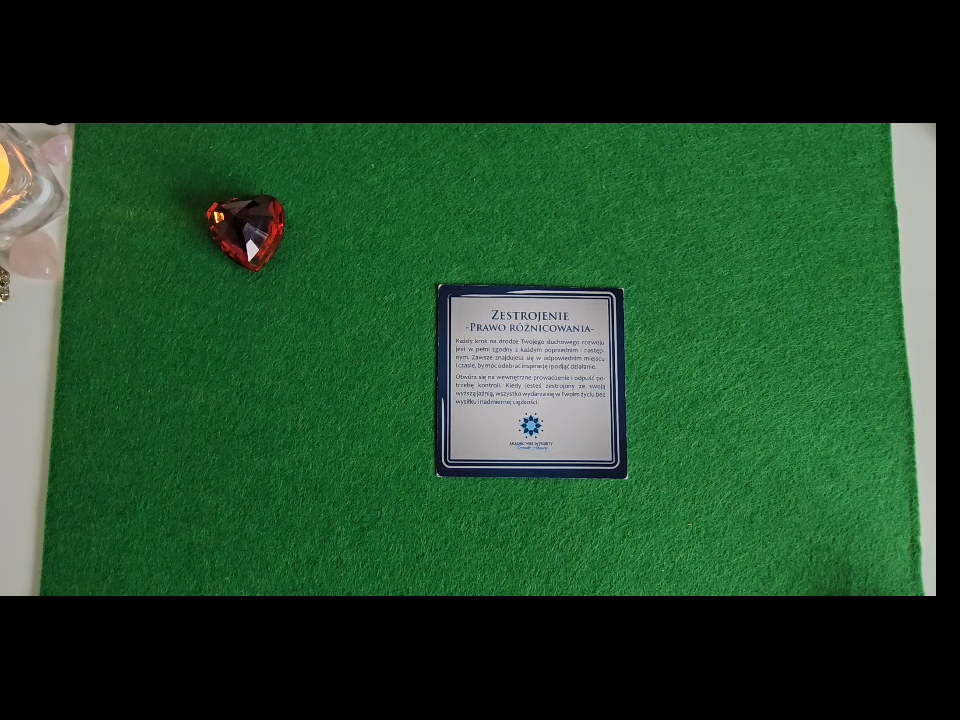 ZESTROJENIE
-PRAWO RÓŻNICOWANIA-
Każdy krok na drodze Twojego duchowego rozwoju
jest w pełni zgodny z każdym poprzednim i następ-
nym. Zawsze znajdujesz się w odpowiednim miejscu
i czasie, by móc odebrać inspirację i podjąć działanie.
Otwórz się na wewnętrzne prowadzenie i odpuść po-
trzebę kontroli. Kiedy jesteś zestrojony ze swoją
wyższą jaźnią, wszystko wydarza się w Twoim życiu bez
wysiłku i nadmiernej ciężkości.